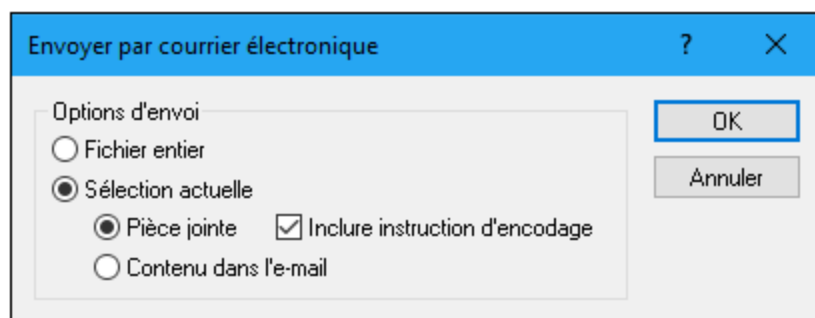 Envoyer par courrier électronique ?
Options d'envoi
OK
Fichier entier
Annuler
Sélection actuelle
Pièce jointe Inclure instruction d'encodage
Contenu dans l'e-mail